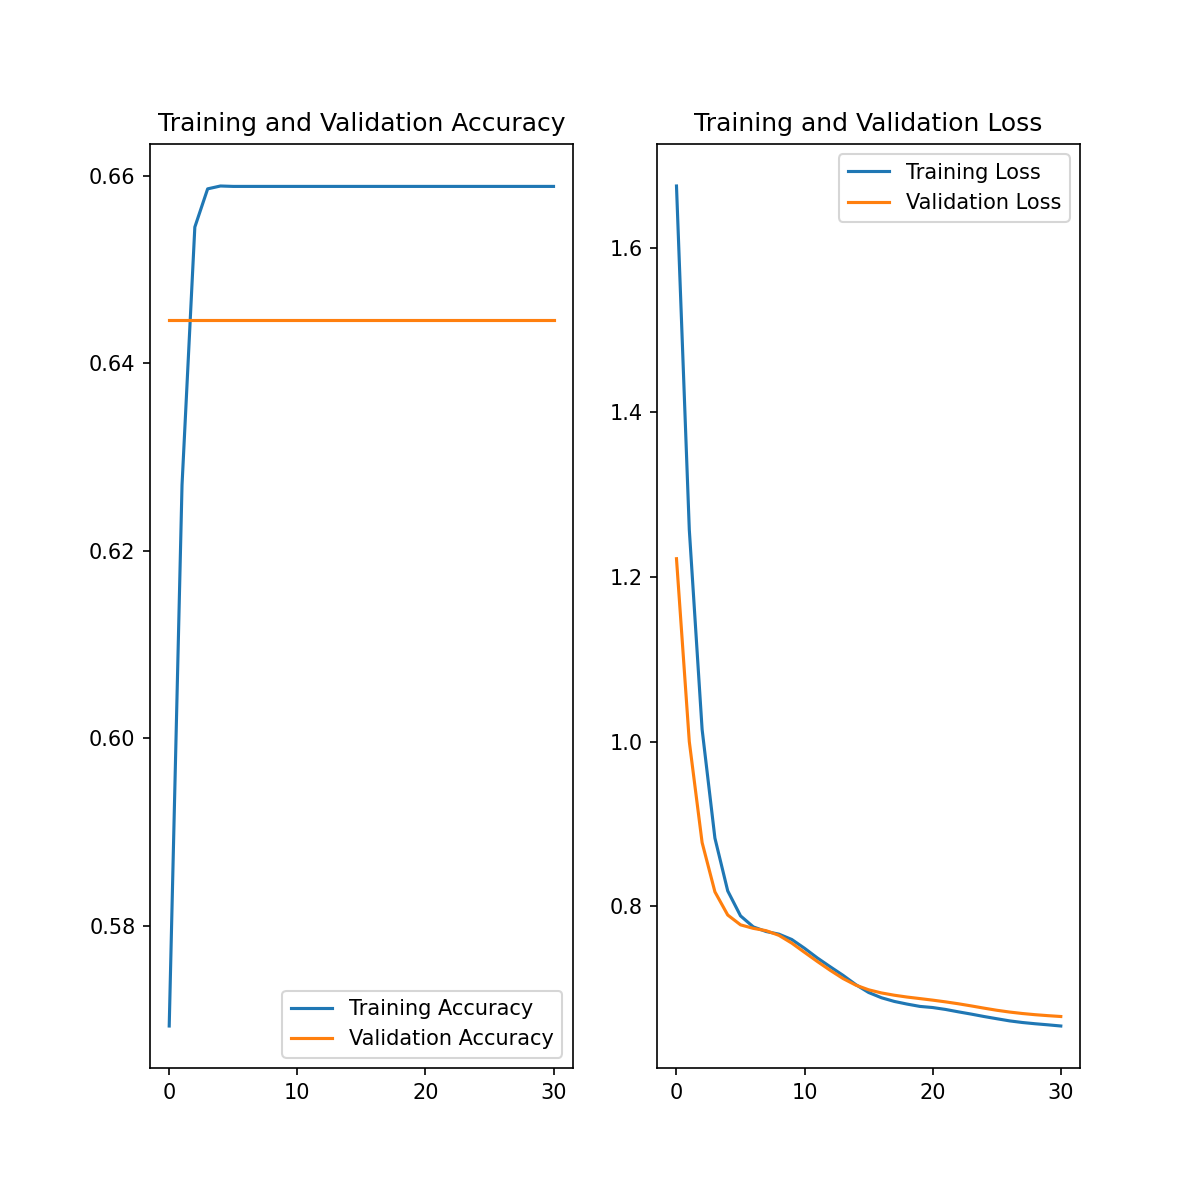 Training and Validation Accuracy
0.66
0.64
0.62
0.60
0.58
Training Accuracy
Validation Accuracy
0 10 20 30
Training and Validation Loss
Training Loss
Validation Loss
1.6
1.4
1.2
1.0
0.8
0 10 20 30